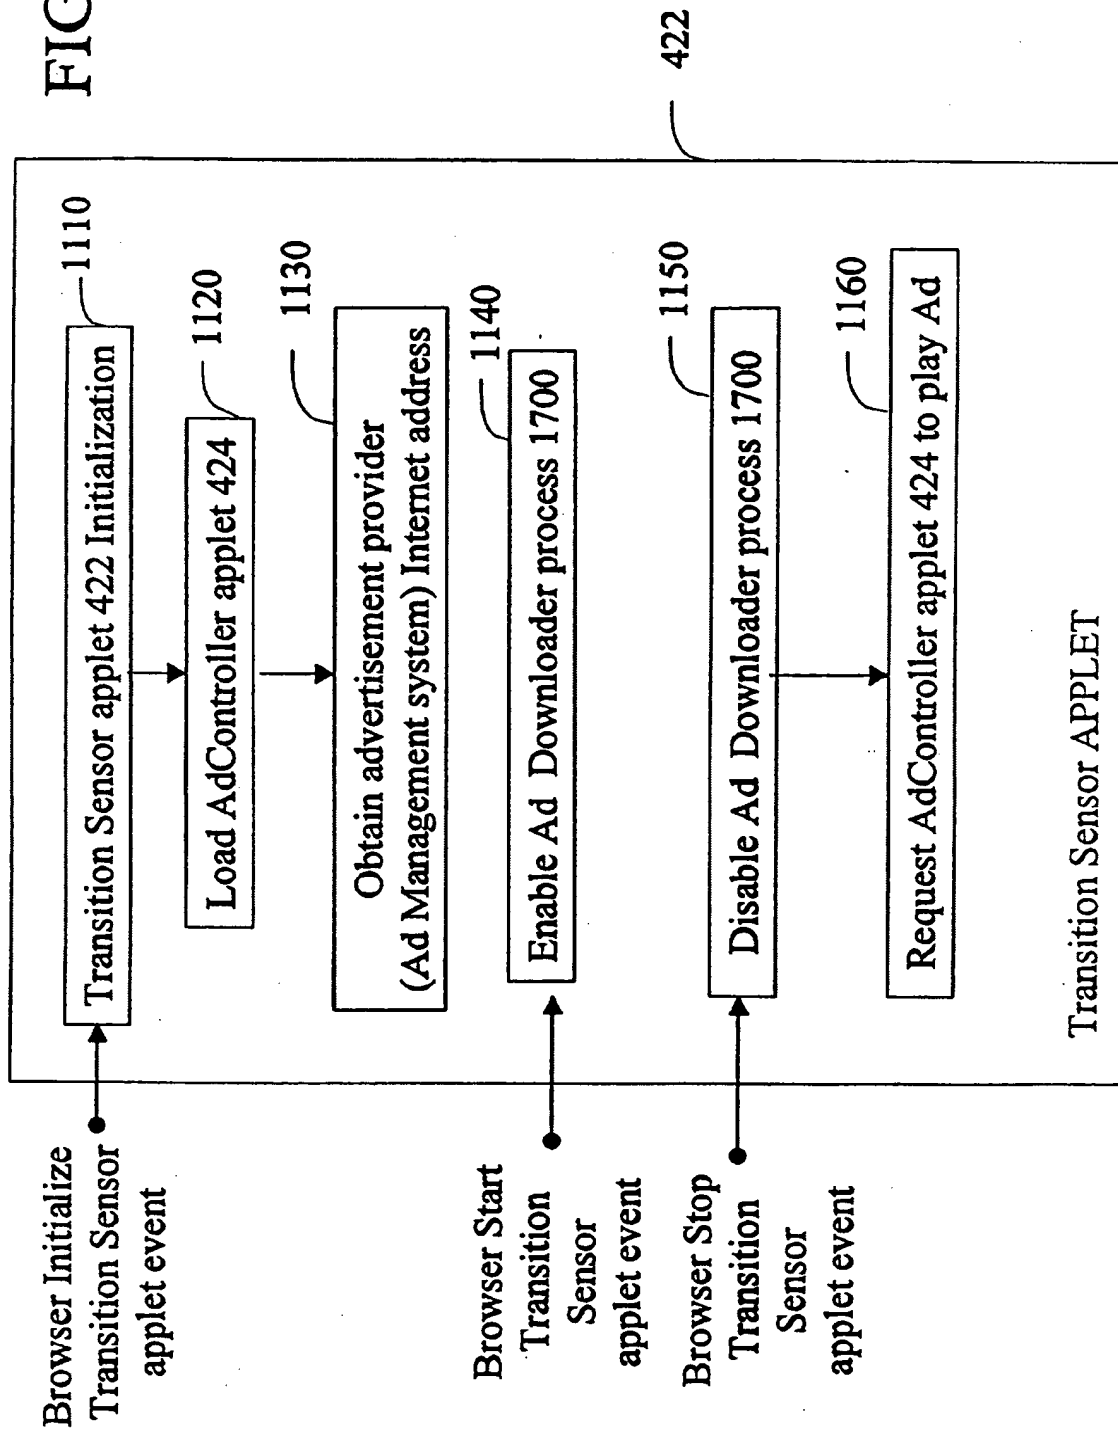 FIG
422
Browser Initialize
Transition Sensor
applet event
1110
Transition Sensor applet 422 Initialization
1120
Load AdController applet 424
1130
Obtain advertisement provider
(Ad Management system) Internet address
Browser Start
Transition
Sensor
applet event
1140
Enable Ad Downloader process 1700
Browser Stop
Transition
Sensor
applet event
1150
Disable Ad Downloader process 1700
1160
Request AdController applet 424 to play Ad
Transition Sensor APPLET